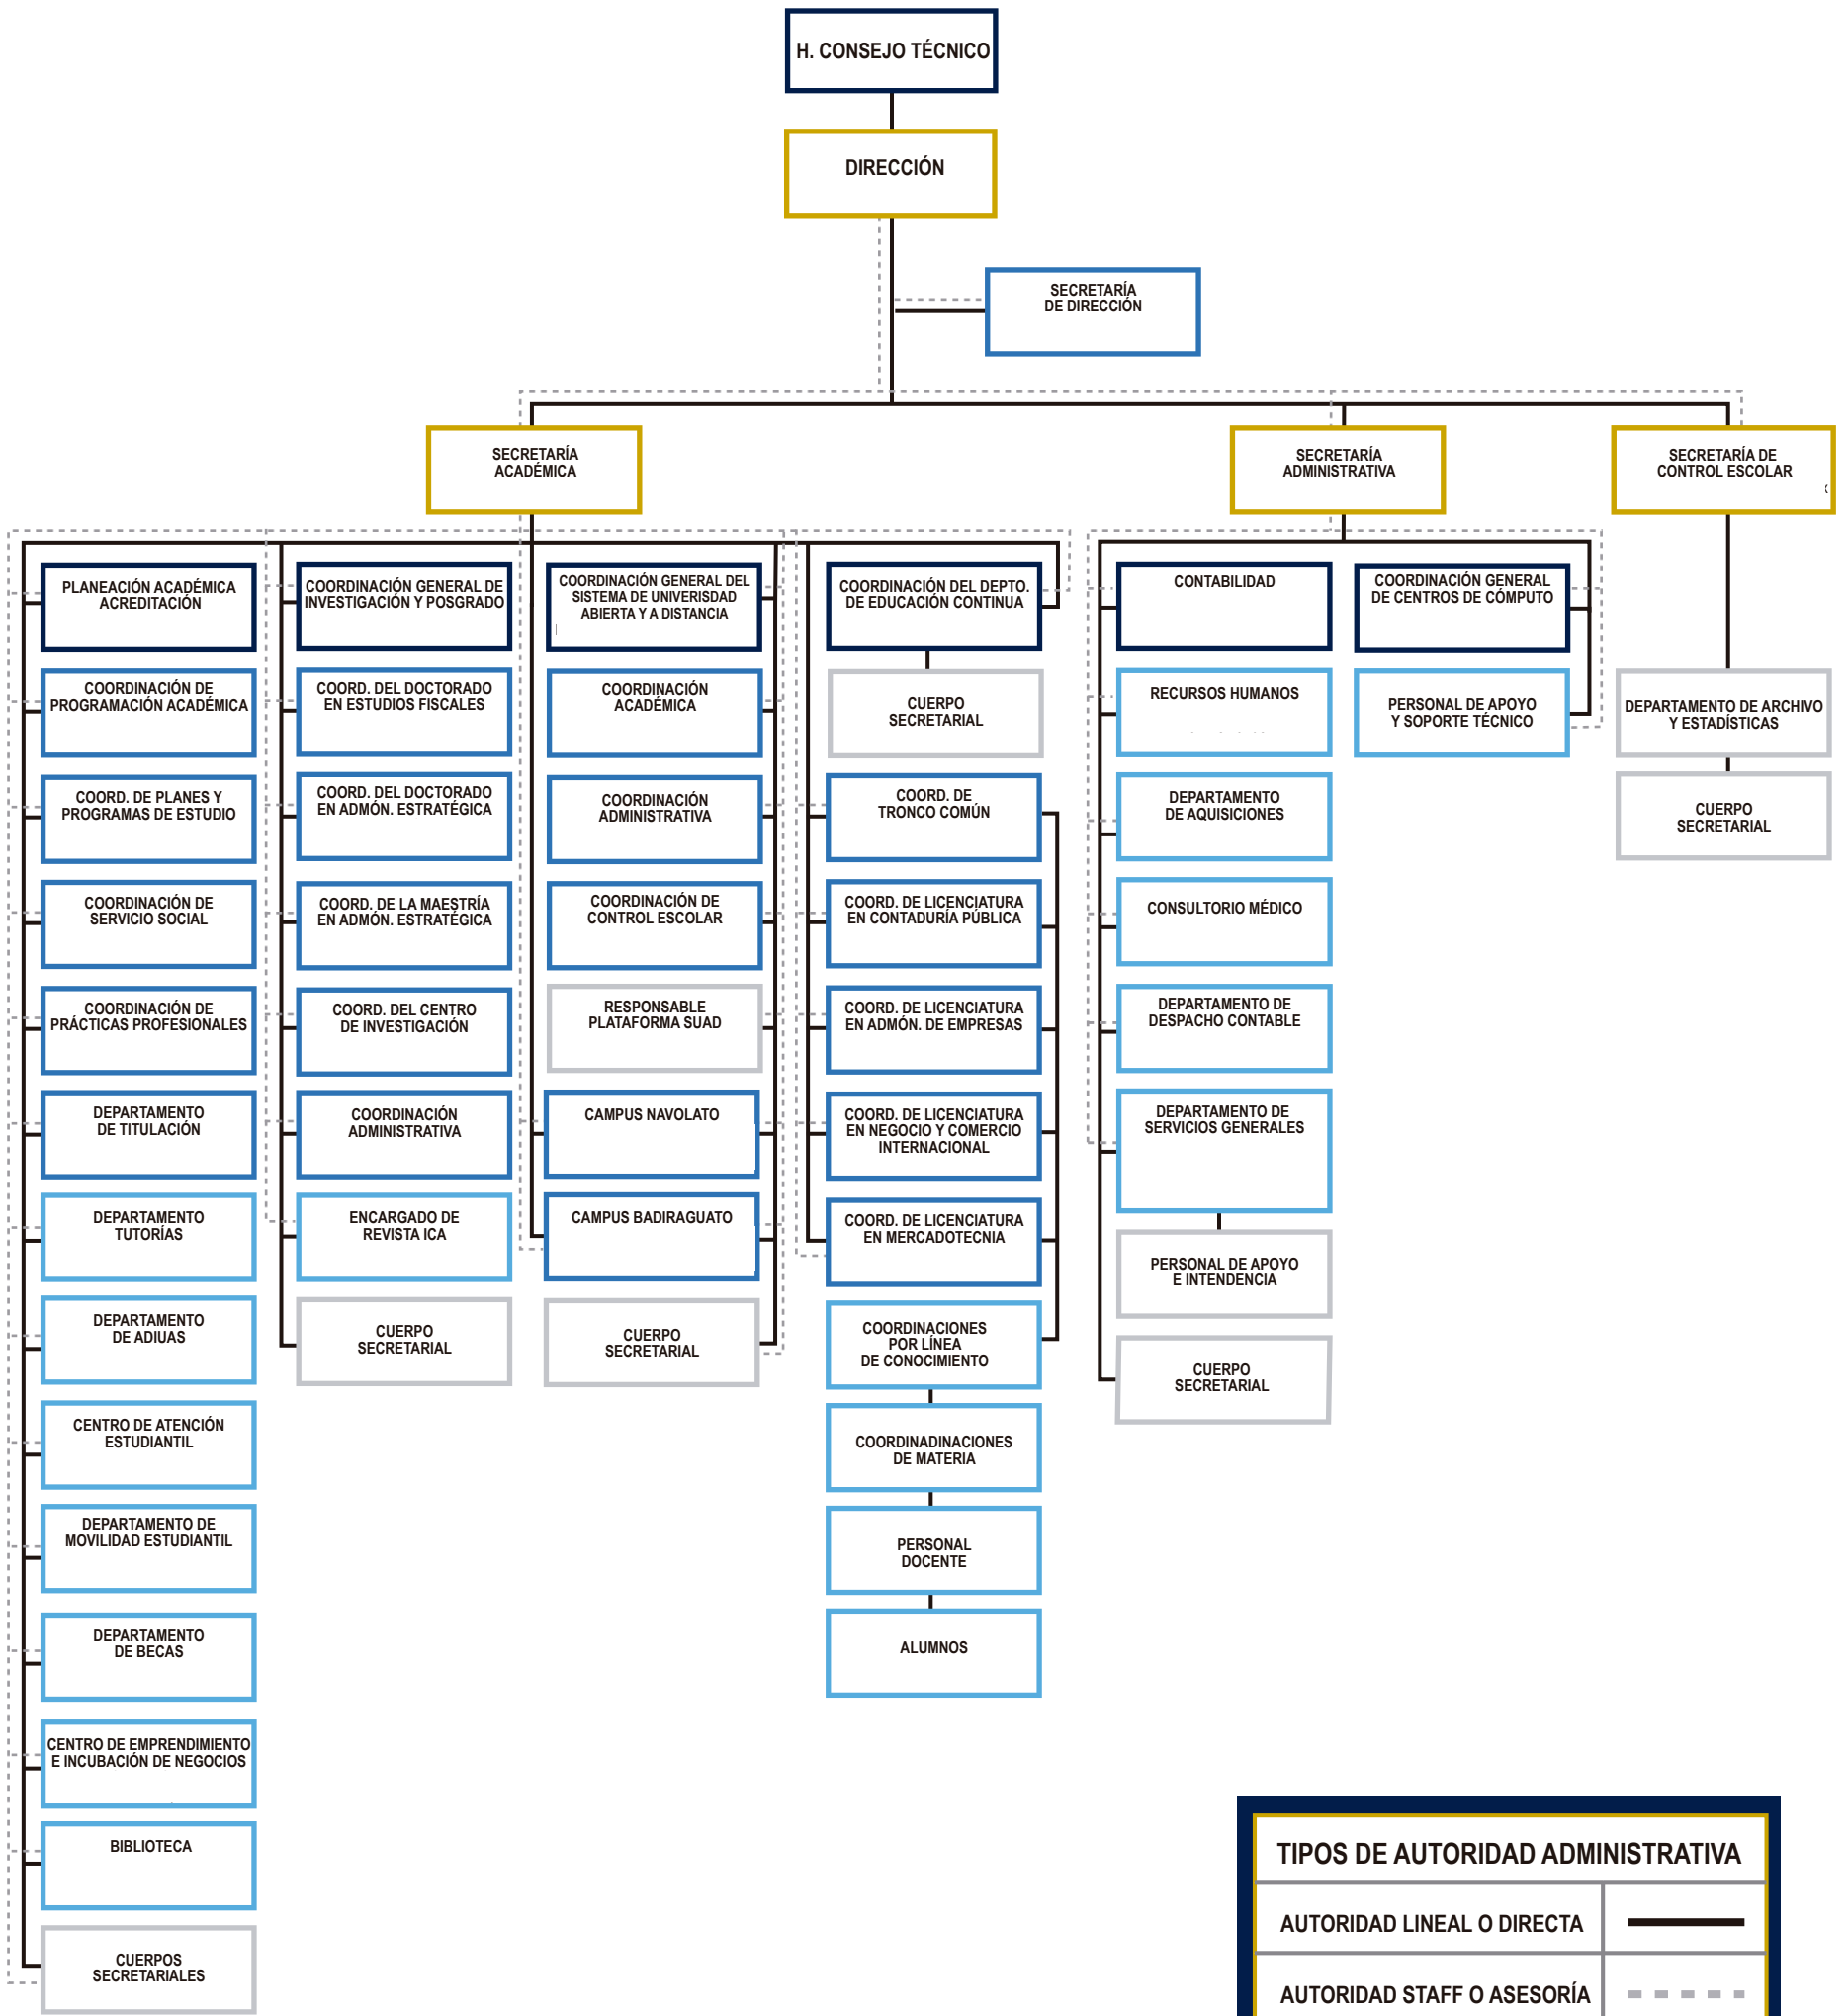 H. CONSEJO TÉCNICO
DIRECCIÓN
SECRETARÍA
DE DIRECCIÓN
SECRETARÍA
ACADÉMICA
SECRETARÍA
ADMINISTRATIVA
SECRETARÍA DE
CONTROL ESCOLAR
PLANEACIÓN ACADÉMICA
ACREDITACIÓN
COORDINACIÓN DE
PROGRAMACIÓN ACADÉMICA
COORD. DE PLANES Y
PROGRAMAS DE ESTUDIO
COORDINACIÓN DE
SERVICIO SOCIAL
COORDINACIÓN DE
PRÁCTICAS PROFESIONALES
DEPARTAMENTO
DE TITULACIÓN
DEPARTAMENTO
TUTORÍAS
DEPARTAMENTO
DE ADIUAS
CENTRO DE ATENCIÓN
ESTUDIANTIL
DEPARTAMENTO DE
MOVILIDAD ESTUDIANTIL
DEPARTAMENTO
DE BECAS
CENTRO DE EMPRENDIMIENTO
E INCUBACIÓN DE NEGOCIOS
BIBLIOTECA
CUERPOS
SECRETARIALES
COORDINACIÓN GENERAL DE
INVESTIGACIÓN Y POSGRADO
COORD. DEL DOCTORADO
EN ESTUDIOS FISCALES
COORD. DEL DOCTORADO
EN ADMÓN. ESTRATÉGICA
COORD. DE LA MAESTRÍA
EN ADMÓN. ESTRATÉGICA
COORD. DEL CENTRO
DE INVESTIGACIÓN
COORDINACIÓN
ADMINISTRATIVA
ENCARGADO DE
REVISTA ICA
CUERPO
SECRETARIAL
COORDINACIÓN GENERAL DEL
SISTEMA DE UNIVERISDAD
ABIERTA Y A DISTANCIA
COORDINACIÓN
ACADÉMICA
COORDINACIÓN
ADMINISTRATIVA
COORDINACIÓN DE
CONTROL ESCOLAR
RESPONSABLE
PLATAFORMA SUAD
CAMPUS NAVOLATO
CAMPUS BADIRAGUATO
CUERPO
SECRETARIAL
COORDINACIÓN DEL DEPTO.
DE EDUCACIÓN CONTINUA
CUERPO
SECRETARIAL
COORD. DE
TRONCO COMÚN
COORD. DE LICENCIATURA
EN CONTADURÍA PÚBLICA
COORD. DE LICENCIATURA
EN ADMÓN. DE EMPRESAS
COORD. DE LICENCIATURA
EN NEGOCIO Y COMERCIO
INTERNACIONAL
COORD. DE LICENCIATURA
EN MERCADOTECNIA
COORDINACIONES
POR LÍNEA
DE CONOCIMIENTO
COORDINADINACIONES
DE MATERIA
PERSONAL
DOCENTE
ALUMNOS
CONTABILIDAD
RECURSOS HUMANOS
DEPARTAMENTO
DE AQUISICIONES
CONSULTORIO MÉDICO
DEPARTAMENTO DE
DESPACHO CONTABLE
DEPARTAMENTO DE
SERVICIOS GENERALES
PERSONAL DE APOYO
E INTENDENCIA
CUERPO
SECRETARIAL
COORDINACIÓN GENERAL
DE CENTROS DE CÓMPUTO
PERSONAL DE APOYO
Y SOPORTE TÉCNICO
DEPARTAMENTO DE ARCHIVO
Y ESTADÍSTICAS
CUERPO
SECRETARIAL
TIPOS DE AUTORIDAD ADMINISTRATIVA
AUTORIDAD LINEAL O DIRECTA
AUTORIDAD STAFF O ASESORÍA